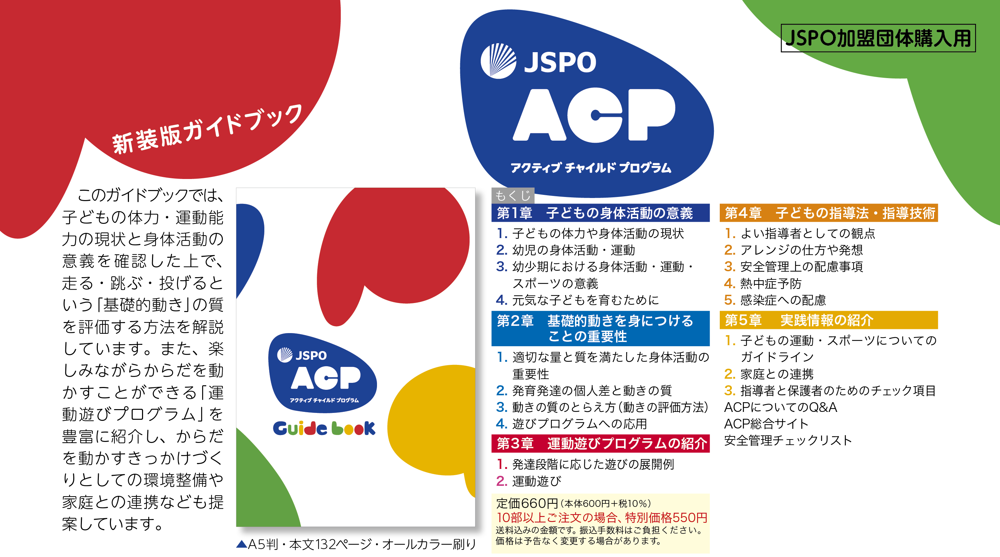 JSPO加盟団体購入用
JSPO
ACP
アクティブ チャイルド プログラム
新装版ガイドブック
このガイドブックでは、
子どもの体力・運動能
力の現状と身体活動の
意義を確認した上で、
走る・跳ぶ・投げると
いう「基礎的動き」の質
を評価する方法を解説
しています。また、楽
しみながらからだを動
かすことができる「運
動遊びプログラム」を
豊富に紹介し、からだ
を動かすきっかけづく
りとしての環境整備や
家庭との連携なども提
案しています。
JSPO
ACP
アクティブ チャイルド プログラム
Guide book
▲A5判・本文132ページ・オールカラー刷り
もくじ
第1章 子どもの身体活動の意義
1. 子どもの体力や身体活動の現状
2. 幼児の身体活動・運動
3. 幼少期における身体活動・運動・
スポーツの意義
4. 元気な子どもを育むために
第2章 基礎的動きを身につける
ことの重要性
1. 適切な量と質を満たした身体活動の
重要性
2. 発育発達の個人差と動きの質
3. 動きの質のとらえ方(動きの評価方法)
4. 遊びプログラムへの応用
第3章 運動遊びプログラムの紹介
1. 発達段階に応じた遊びの展開例
2. 運動遊び
定価660円(本体600円+税10%)
10部以上ご注文の場合、特別価格550円
送料込みの金額です。振込手数料はご負担ください。
価格は予告なく変更する場合があります。
第4章 子どもの指導法・指導技術
1. よい指導者としての観点
2. アレンジの仕方や発想
3. 安全管理上の配慮事項
4. 熱中症予防
5. 感染症への配慮
第5章 実践情報の紹介
1. 子どもの運動・スポーツについての
ガイドライン
2. 家庭との連携
3. 指導者と保護者のためのチェック項目
ACPについてのQ&A
ACP総合サイト
安全管理チェックリスト